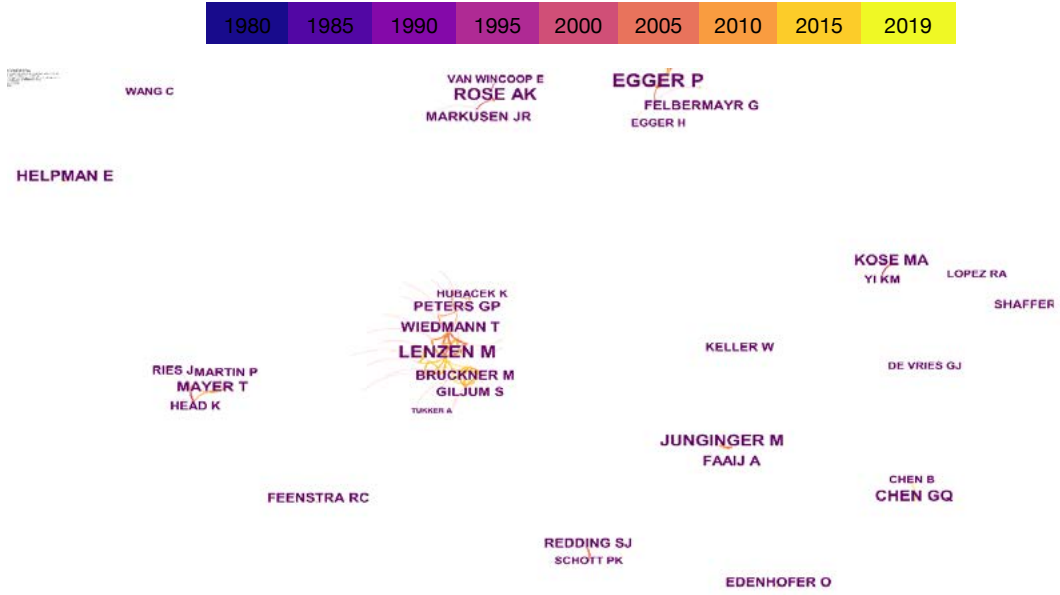 1980 1985 1990 1995 2000 2005 2010 2015 2019
WANG C
VAN WINCOOP E
ROSE AK
MARKUSEN JR
EGGER P
FELBERMAYR G
EGGER H
HELPMAN E
KOSE MA
YI KM
LOPEZ RA
SHAFFER
HUBACEK K
PETERS GP
WIEDMANN T
LENZEN M
BRUCKNER M
GILJUM S
TUKKER A
KELLER W
DE VRIES GJ
RIES J
MARTIN P
MAYER T
HEAD K
JUNGINGER M
FAAIJ A
CHEN B
CHEN GQ
FEENSTRA RC
REDDING SJ
SCHOTT PK
EDENHOFER O